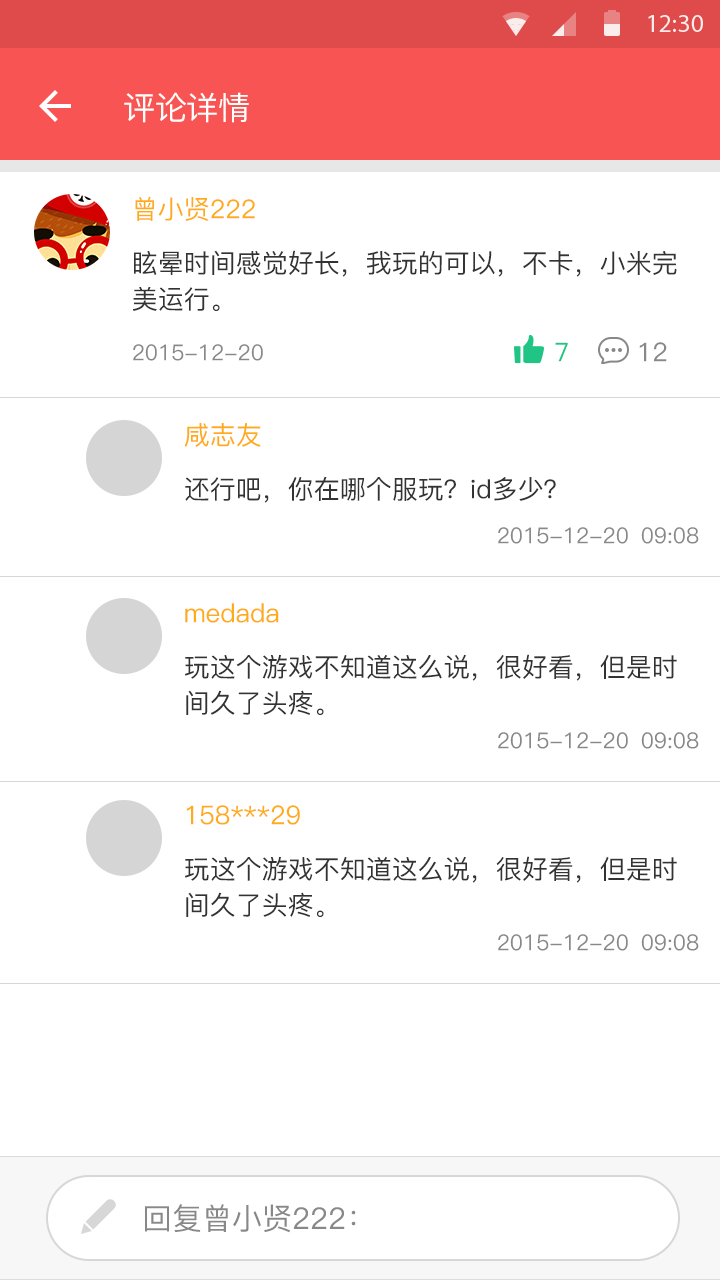 12:30
评论详情
曾小贤222
眩晕时间感觉好长，我玩的可以，不卡，小米完
美运行。
2015-12-20
7
12
咸志友
还行吧，你在哪个服玩？id多少？
2015-12-20 09:08
medada
玩这个游戏不知道这么说，很好看，但是时
间久了头疼。
2015-12-20 09:08
158***29
玩这个游戏不知道这么说，很好看，但是时
间久了头疼。
2015-12-20 09:08
回复曾小贤222：